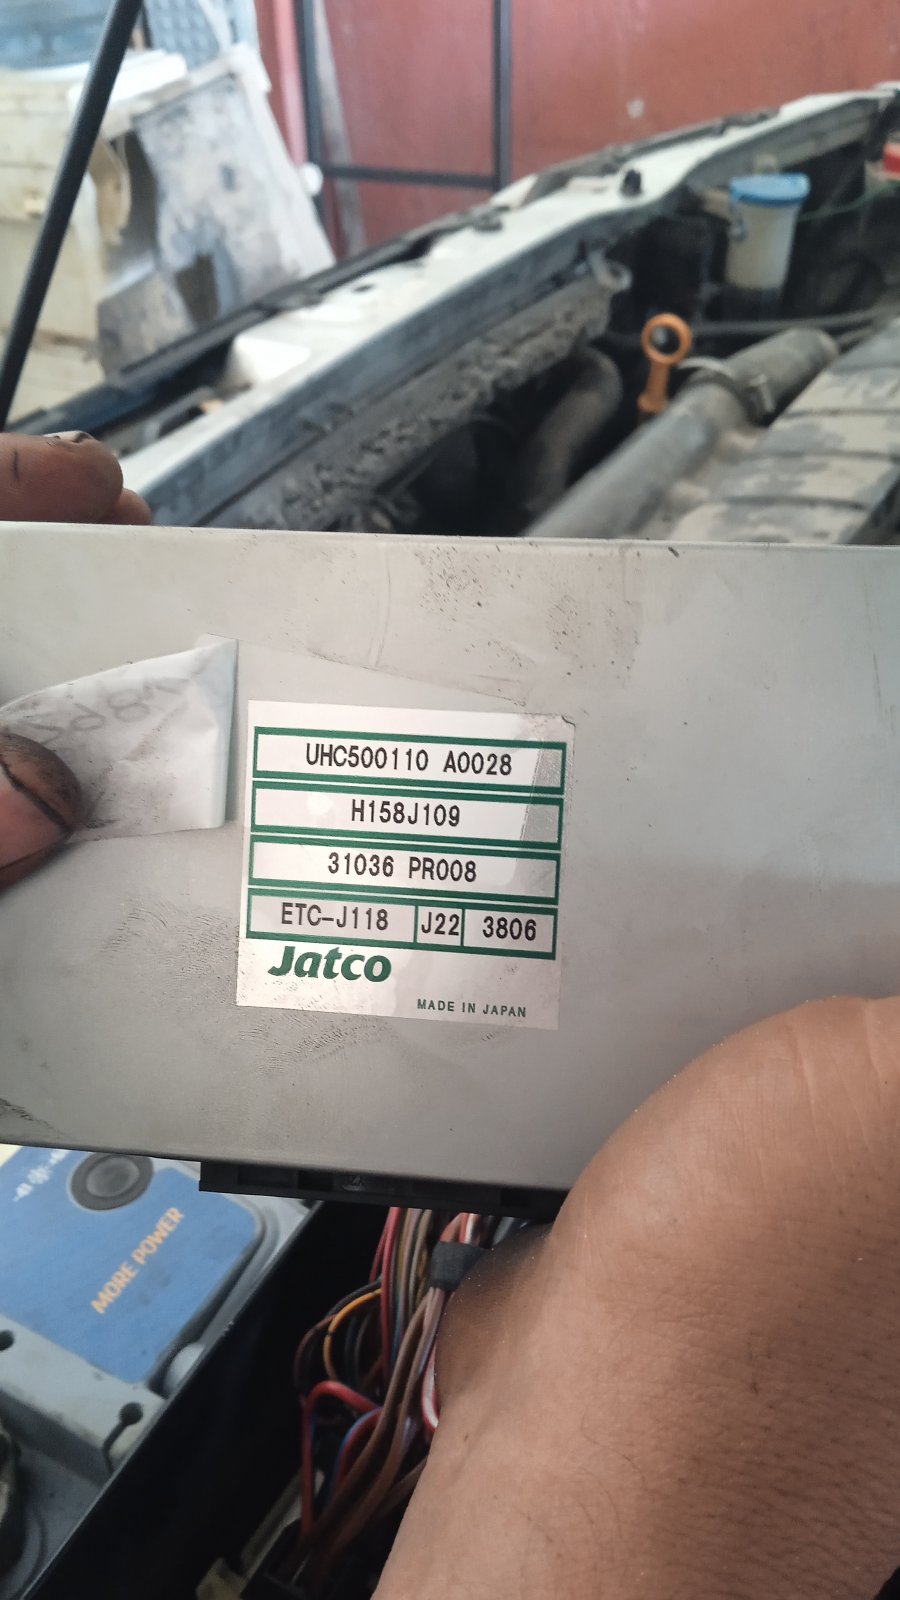 UHC500110 A0028
H158J109
31036 PR008
ETC-J118 J22 3806
Jatco
MADE IN JAPAN
MORE POWER